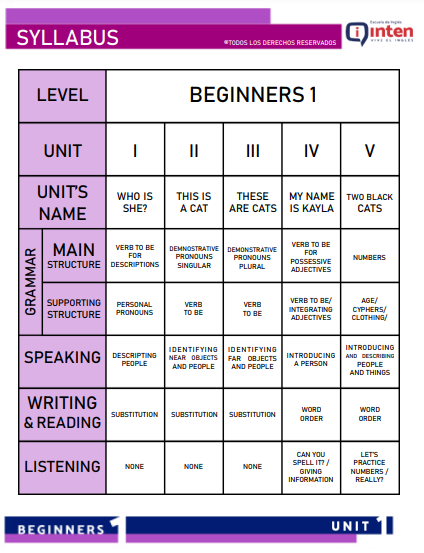 SYLLABUS
®TODOS LOS DERECHOS RESERVADOS
Escuela de Inglés
inten
VIVE EL INGLÉS
LEVEL
BEGINNERS 1
UNIT
I
II
III
IV
V
UNIT'S
NAME
WHO IS
SHE?
THIS IS
A CAT
THESE
ARE CATS
MY NAME
IS KAYLA
TWO BLACK
CATS
GRAMMAR
MAIN
STRUCTURE
VERB TO BE
FOR
DESCRIPTIONS
DEMNOSTRATIVE
PRONOUNS
SINGULAR
DEMONSTRATIVE
PRONOUNS
PLURAL
VERB TO BE
FOR
POSSESSIVE
ADJECTIVES
NUMBERS
SUPPORTING
STRUCTURE
PERSONAL
PRONOUNS
VERB
TO BE
VERB
TO BE
VERB TO BE/
INTEGRATING
ADJECTIVES
AGE/
CYPHERS/
CLOTHING/
SPEAKING
DESCRIPTING
PEOPLE
IDENTIFYING
NEAR OBJECTS
AND PEOPLE
IDENTIFYING
FAR OBJECTS
AND PEOPLE
INTRODUCING
A PERSON
INTRODUCING
AND DESCRIBING
PEOPLE
AND THINGS
WRITING
& READING
SUBSTITUTION
SUBSTITUTION
SUBSTITUTION
WORD
ORDER
WORD
ORDER
LISTENING
NONE
NONE
NONE
CAN YOU
SPELL IT? /
GIVING
INFORMATION
LET'S
PRACTICE
NUMBERS /
REALLY?
BEGINNERS 1
UNIT 1